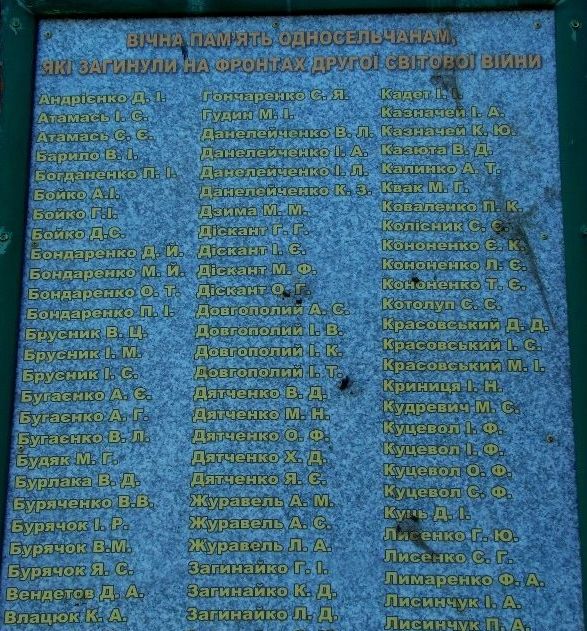 ВІЧНА ПАМ'ЯТЬ ОДНОСЕЛЬЧАНАМ,
ЯКІ ЗАГИНУЛИ НА ФРОНТАХ ДРУГОЇ СВІТОВОЇ ВІЙНИ
Андрієнко Д. І.
Атамась І. С.
Атамась Є. Є.
Барило В. І.
Богданенко П. І.
Бойко А.І.
Бойко Г.І.
Бойко Д.С.
Бондаренко Д. Й.
Бондаренко М. Й.
Бондаренко О. Т.
Бондаренко П. І.
Брусник В. Ц.
Брусник І. М.
Брусник І. С.
Бугаєнко А. Є.
Бугаєнко А. Г.
Бугаєнко В. Л.
Будяк М. Г.
Бурлака В. Д.
Буряченко В.В.
Бурячок І. Р.
Бурячок В.М.
Бурячок Я. С.
Вендетов Д. А.
Влацюк К. А.
Гончаренко Є. Я.
Гудин М. І.
Данелейченко В. Л.
Данелейченко І. А.
Данелейченко І. Л.
Данелейченко К. З.
Дзима М. М.
Діскант Г. Г.
Діскант І. Є.
Діскант М. Ф.
Діскант О. Г.
Довгополий А. С.
Довгополий І. В.
Довгополий І. К.
Довгополий І. Т.
Дятченко В. Д.
Дятченко М. Н.
Дятченко О. Ф.
Дятченко Х. Д.
Дятченко Я. Є.
Журавель А. М.
Журавель А. С.
Журавель Л. А.
Загинайко Г. І.
Загинайко К. Д.
Загинайко Л. Д.
Кадет І. І.
Казначей І. А.
Казначей К. Ю.
Казюта В. Д.
Калинко А. Т.
Квак М. Г.
Коваленко П. К.
Колісник С. Є.
Кононенко Є. К.
Кононенко Л. Є.
Кононенко Т. Є.
Котолуп С. С.
Красовський Д. Д.
Красовський І. С.
Красовський М. І.
Криниця І. Н.
Кудревич М. С.
Куцевол І. Ф.
Куцевол І. Ф.
Куцевол О. Ф.
Куцевол С. Ф.
Куць Д. І.
Лисенко Г. Ю.
Лисенко С. Г.
Лимаренко Ф. А.
Лисинчук І. А.
Лисинчук П. А.